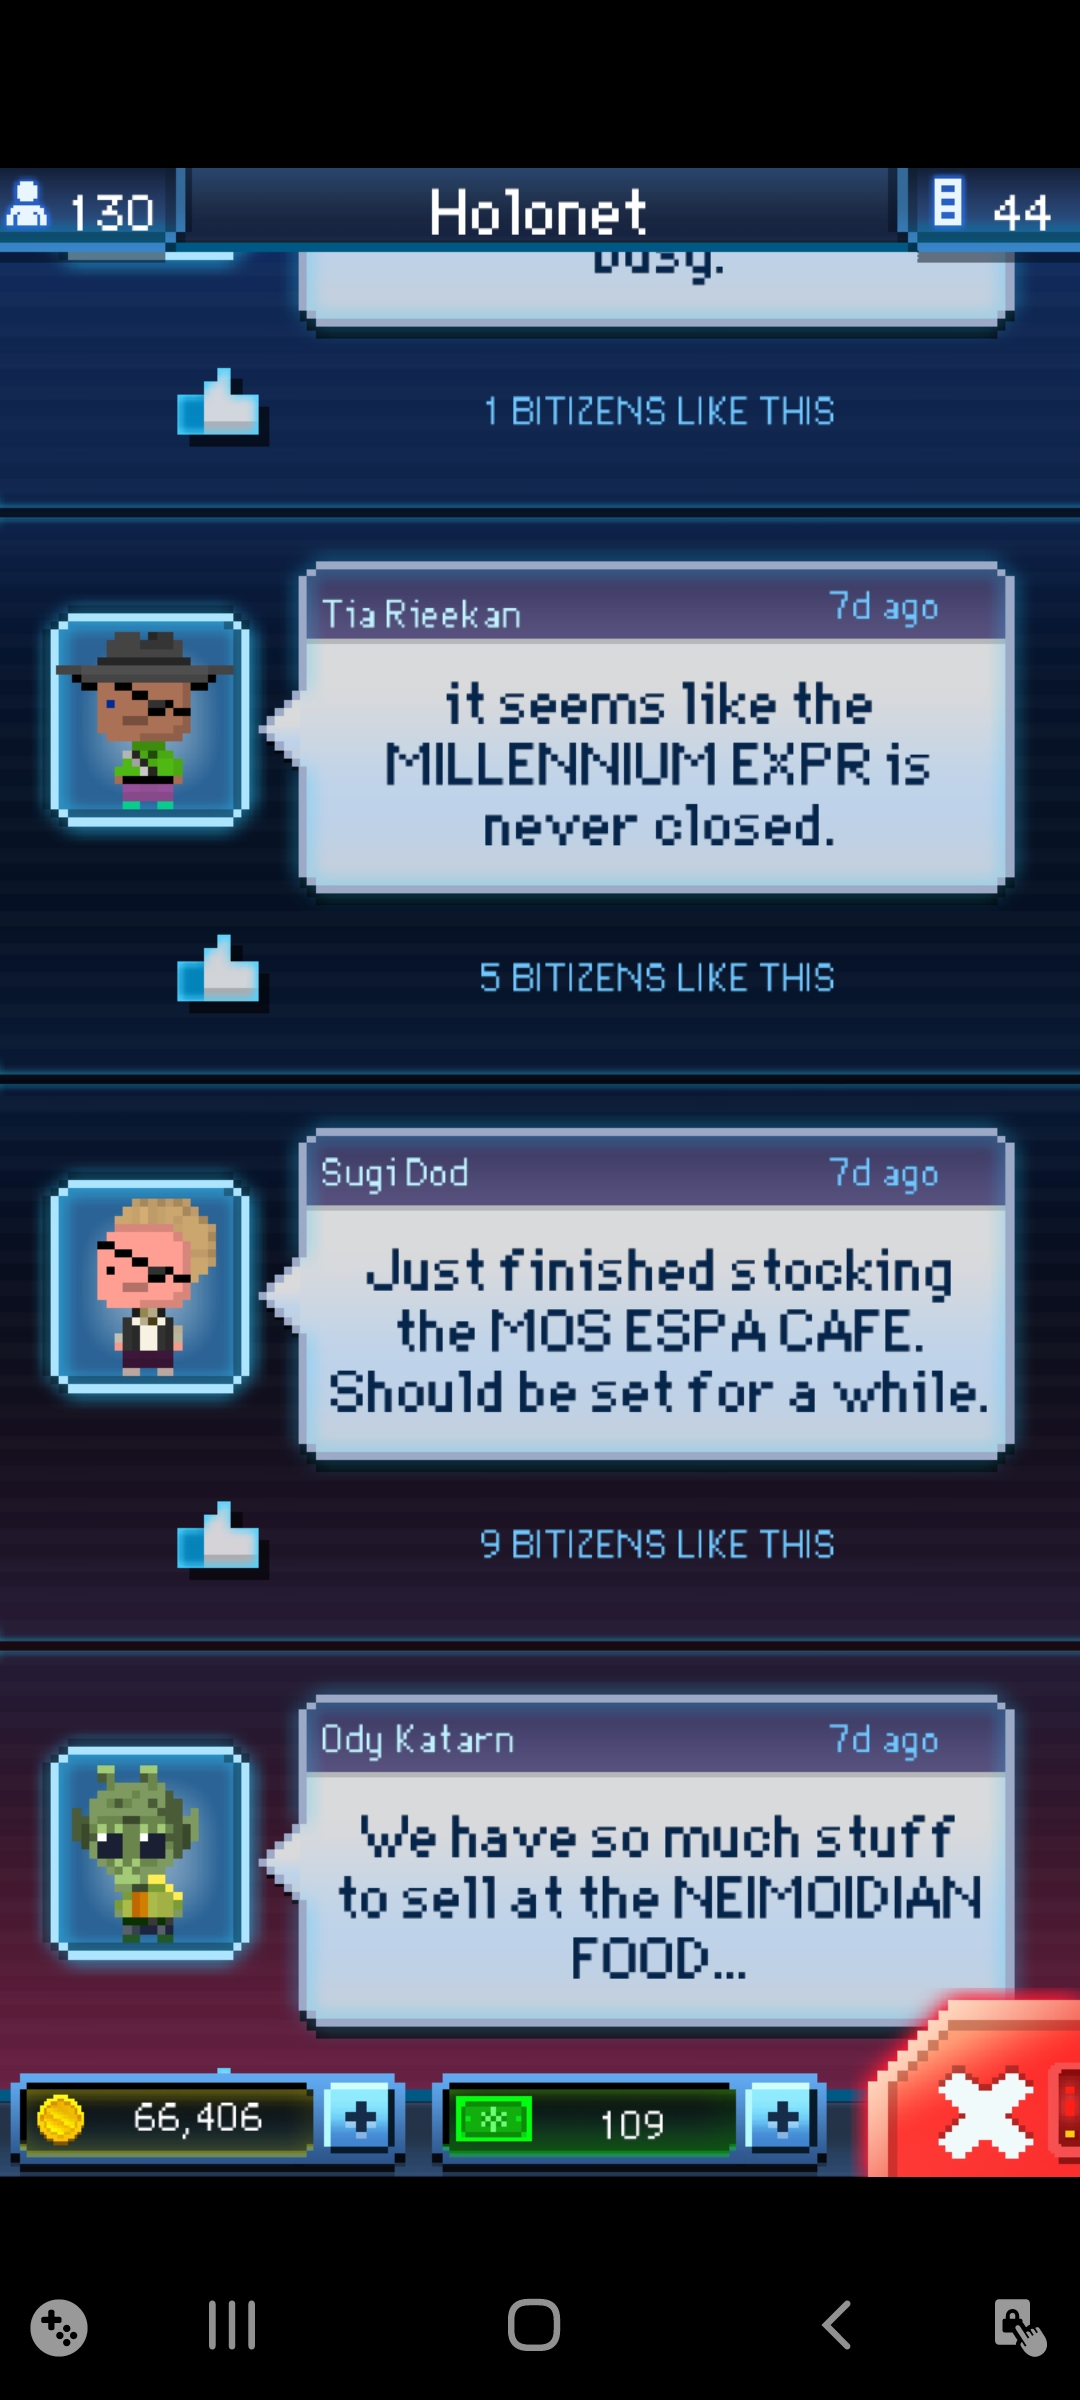 130
Holonet
44
busy.
1 BITIZENS LIKE THIS
Tia Rieekan
7d ago
it seems like the
MILLENNIUM EXPR is
never closed.
5 BITIZENS LIKE THIS
Sugi Dod
7d ago
Just finished stocking
the MOS ESPA CAFE.
Should be set for a while.
9 BITIZENS LIKE THIS
Ody Katarn
7d ago
We have so much stuff
to sell at the NEIMOIDIAN
FOOD...
66,406
109